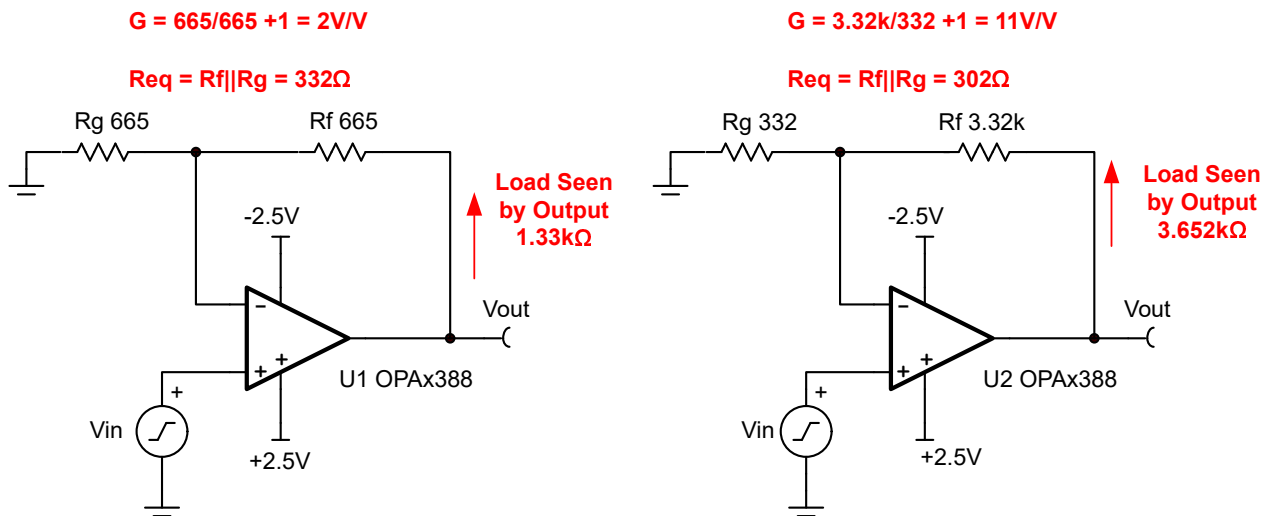 G = 665/665 +1 = 2V/V
Req = Rf||Rg = 332Ω
Rg 665
Rf 665
Load Seen
by Output
1.33kΩ
-2.5V
Vout
U1 OPAx388
+
Vin
+2.5V
G = 3.32k/332 +1 = 11V/V
Req = Rf||Rg = 302Ω
Rg 332
Rf 3.32k
Load Seen
by Output
3.652kΩ
-2.5V
Vout
U2 OPAx388
+
Vin
+2.5V